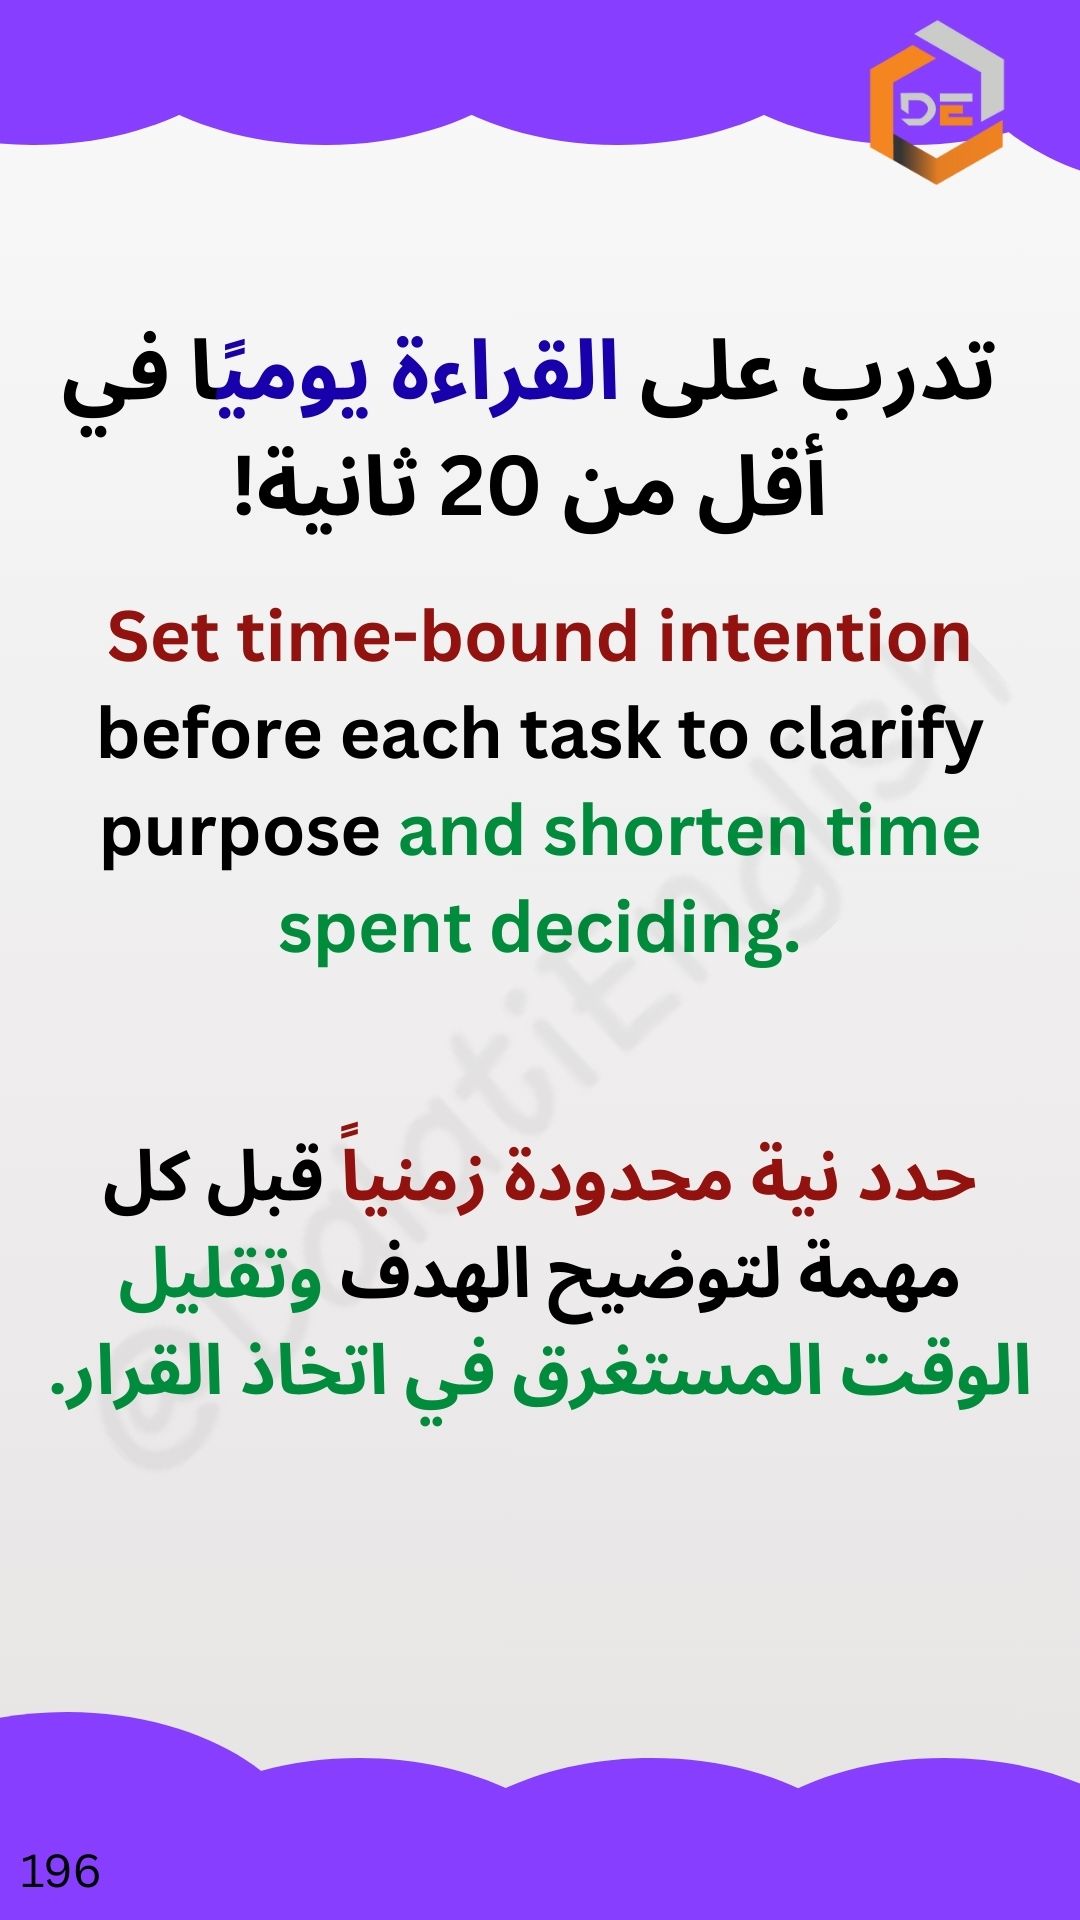 DE
تدرب على القراءة يوميًا في
أقل من 20 ثانية!
Set time-bound intention
before each task to clarify
purpose and shorten time
spent deciding.
حدد نية محدودة زمنياً قبل كل
مهمة لتوضيح الهدف وتقليل
الوقت المستغرق في اتخاذ القرار.
@DalatiEnglish
196